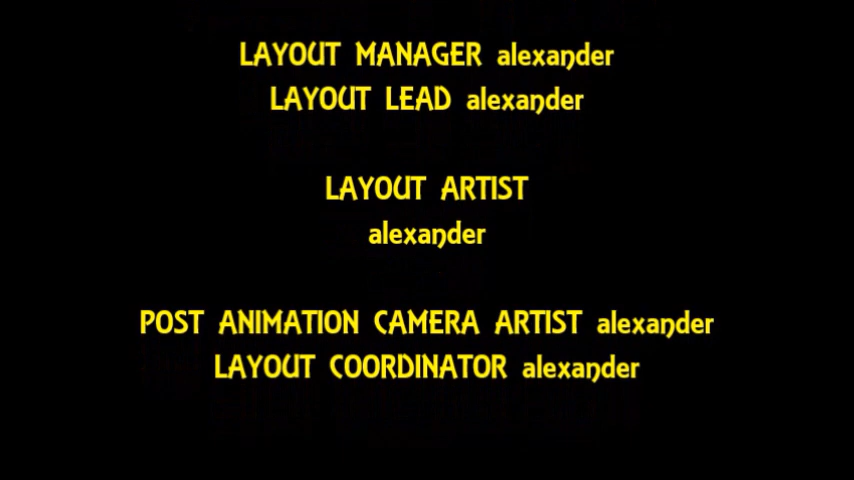 LAYOUT MANAGER alexander
LAYOUT LEAD alexander
LAYOUT ARTIST
alexander
POST ANIMATION CAMERA ARTIST alexander
LAYOUT COORDINATOR alexander